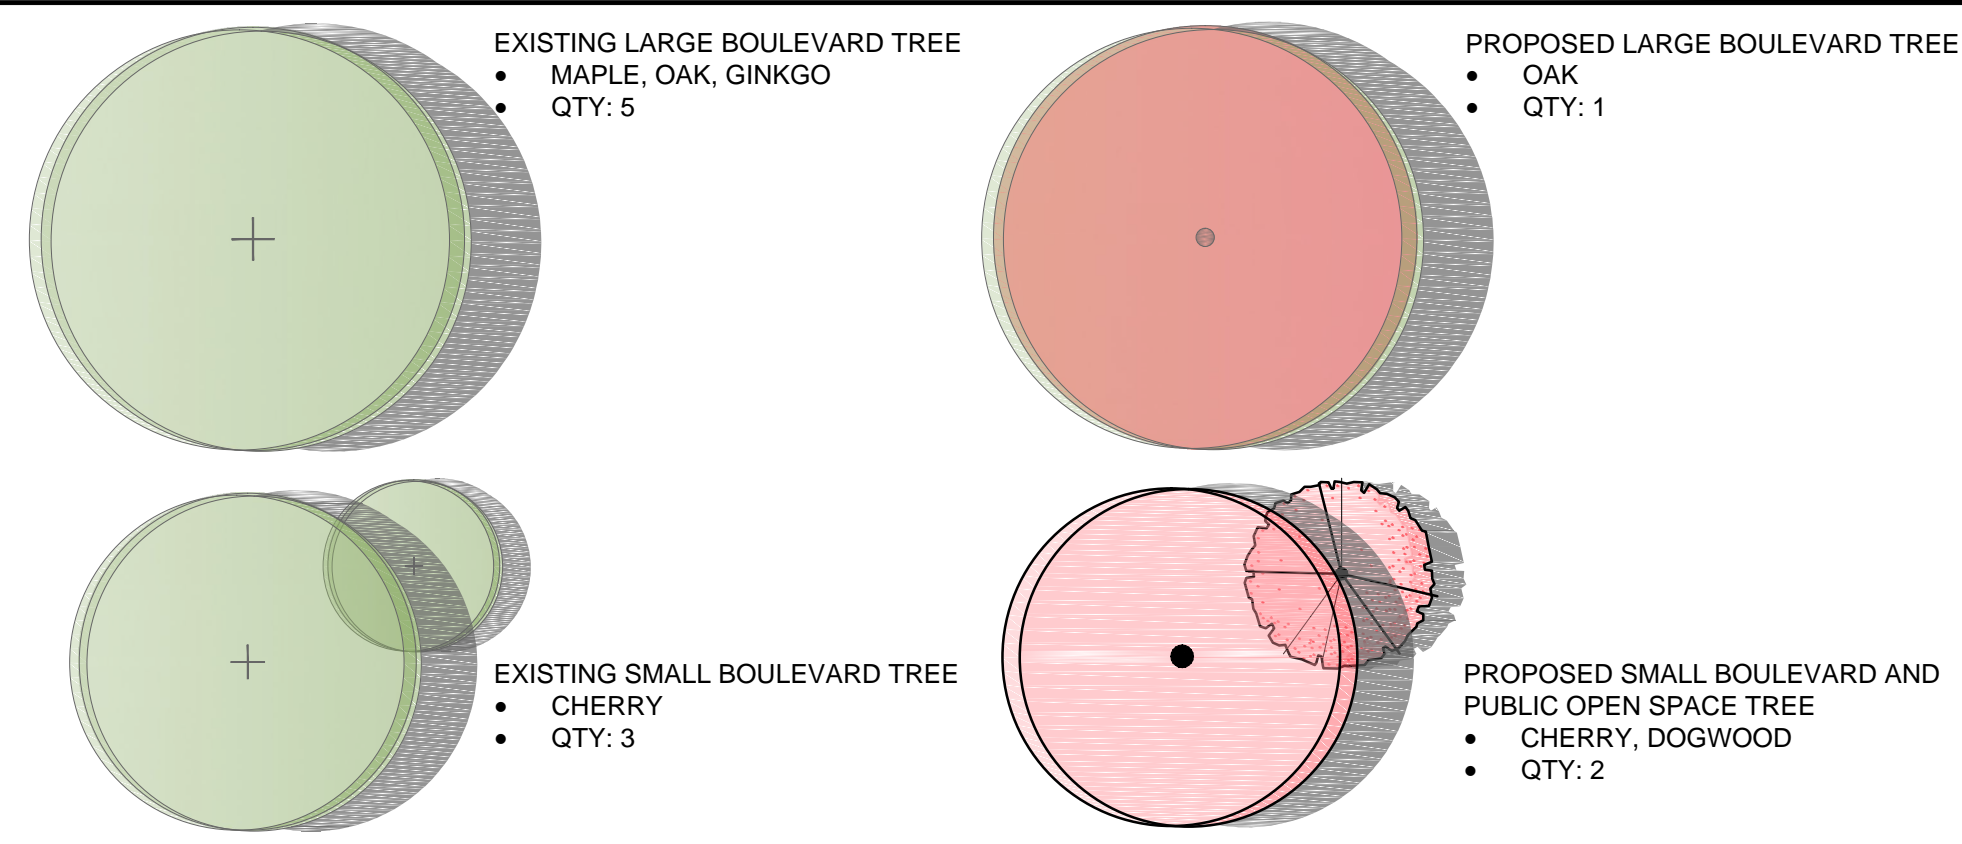 EXISTING LARGE BOULEVARD TREE
• MAPLE, OAK, GINKGO
• QTY: 5
PROPOSED LARGE BOULEVARD TREE
• OAK
• QTY: 1
EXISTING SMALL BOULEVARD TREE
• CHERRY
• QTY: 3
PROPOSED SMALL BOULEVARD AND
PUBLIC OPEN SPACE TREE
• CHERRY, DOGWOOD
• QTY: 2